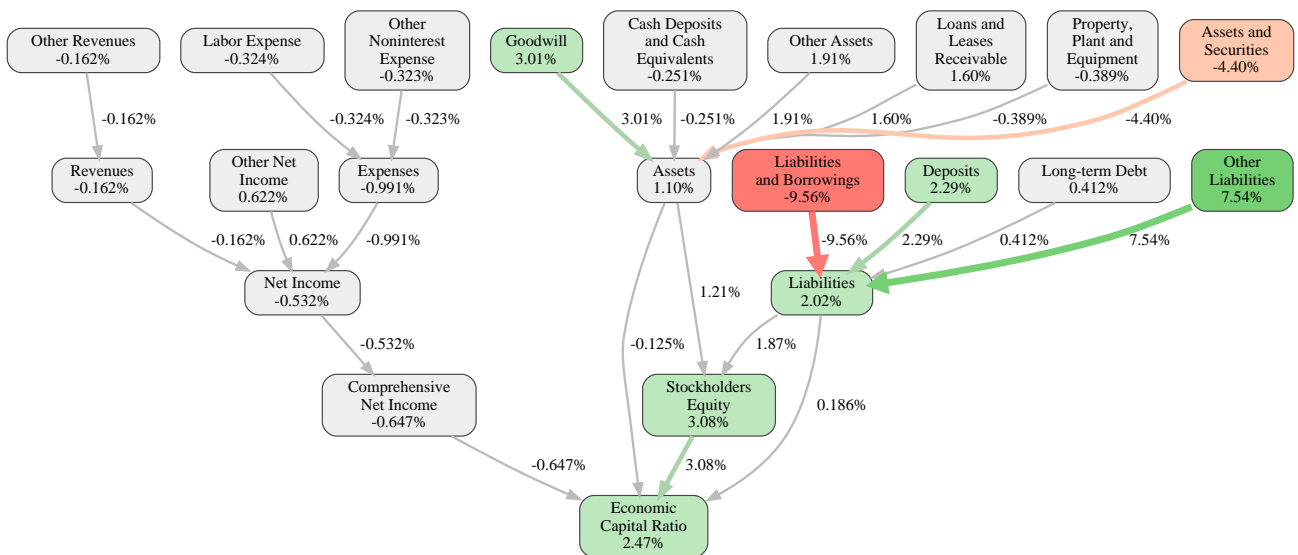 Other Revenues
-0.162%
Labor Expense
-0.324%
Other
Noninterest
Expense
-0.323%
Goodwill
3.01%
Cash Deposits
and Cash
Equivalents
-0.251%
Other Assets
1.91%
Loans and
Leases
Receivable
1.60%
Property,
Plant and
Equipment
-0.389%
Assets and
Securities
-4.40%
-0.162%
-0.324%
-0.323%
3.01%
-0.251%
1.91%
1.60%
-0.389%
-4.40%
Revenues
-0.162%
Other Net
Income
0.622%
Expenses
-0.991%
Assets
1.10%
Liabilities
and Borrowings
-9.56%
Deposits
2.29%
Long-term Debt
0.412%
Other
Liabilities
7.54%
-0.162%
0.622%
-0.991%
-9.56%
2.29%
0.412%
7.54%
Net Income
-0.532%
1.21%
Liabilities
2.02%
-0.532%
-0.125%
1.87%
Comprehensive
Net Income
-0.647%
Stockholders
Equity
3.08%
0.186%
-0.647%
3.08%
Economic
Capital Ratio
2.47%